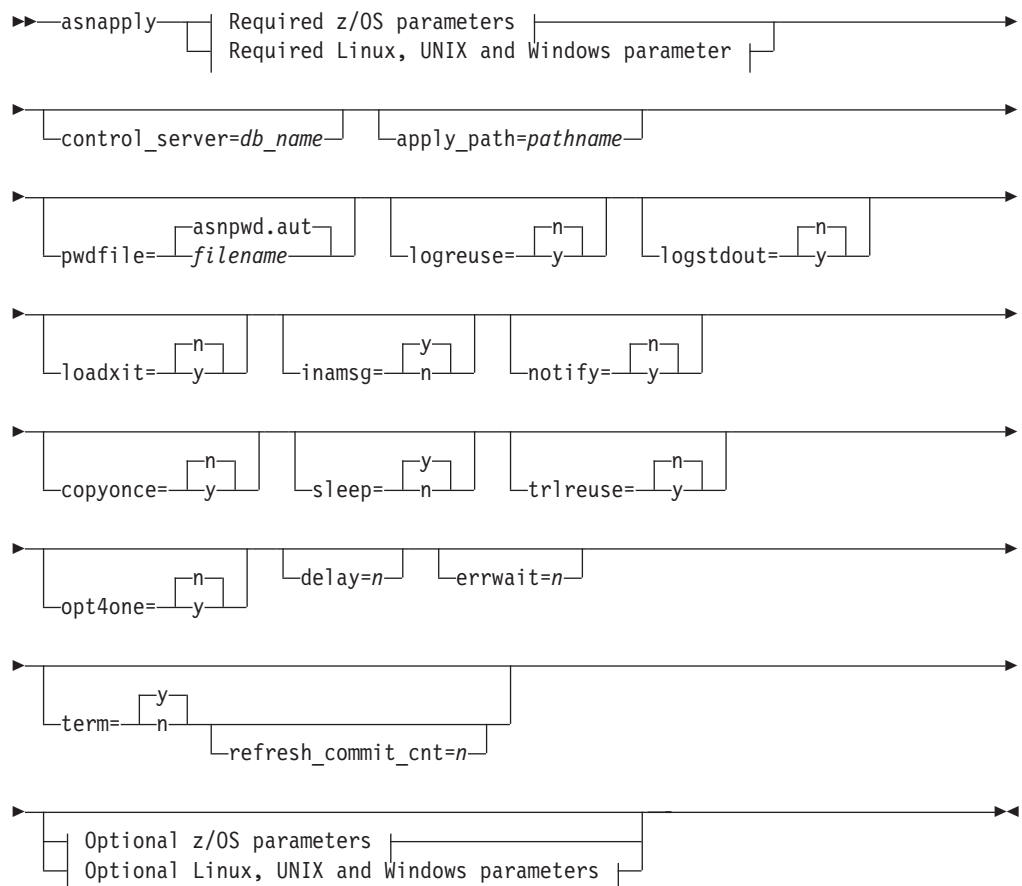 asnapply Required z/OS parameters
Required Linux, UNIX and Windows parameter
control_server=db_name apply_path=pathname
asnpwd.aut n n
pwdfile= filename logreuse= y logstdout= y
n y n
loadxit= y inamsg= n notify= y
n y n
copyonce= y sleep= n trlreuse= y
n delay=n errwait=n
opt4one= y
y
term= n
refresh_commit_cnt=n
Optional z/OS parameters
Optional Linux, UNIX and Windows parameters